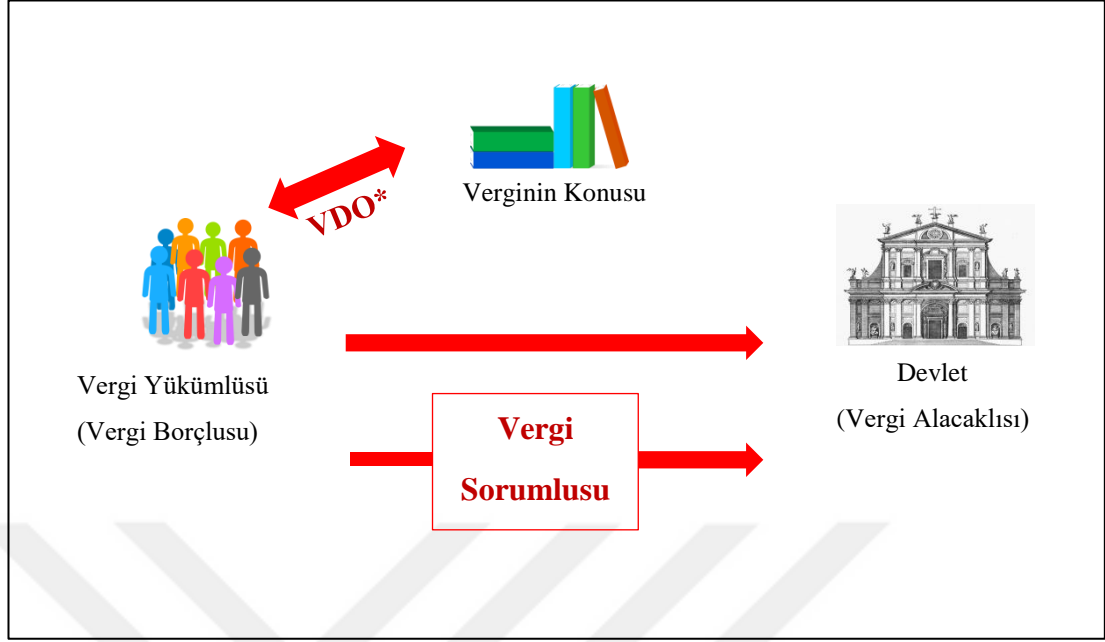 VDO*
Verginin Konusu
Vergi Yükümlüsü
(Vergi Borçlusu)
Devlet
(Vergi Alacaklısı)
Vergi
Sorumlusu